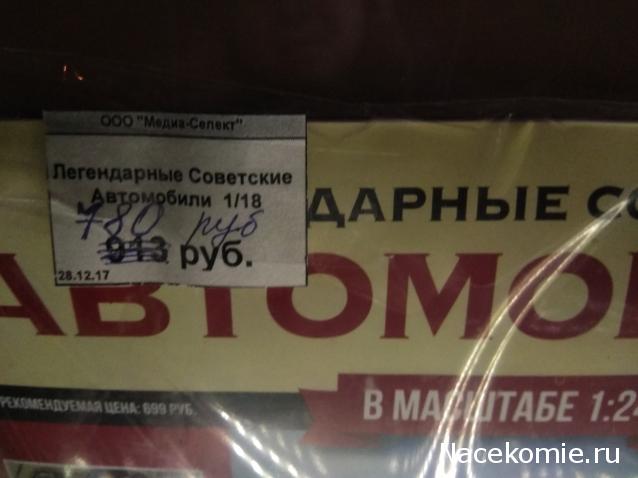 ООО "Медиа-Селект"
Легендарные Советские
Автомобили 1/18
780 руб
913 руб.
28.12.17
ДАРНЫЕ СО
АВТОМО
РЕКОМЕНДУЕМАЯ ЦЕНА: 699 РУБ.
В МАСШТАБЕ 1:2
Nacekomie.ru